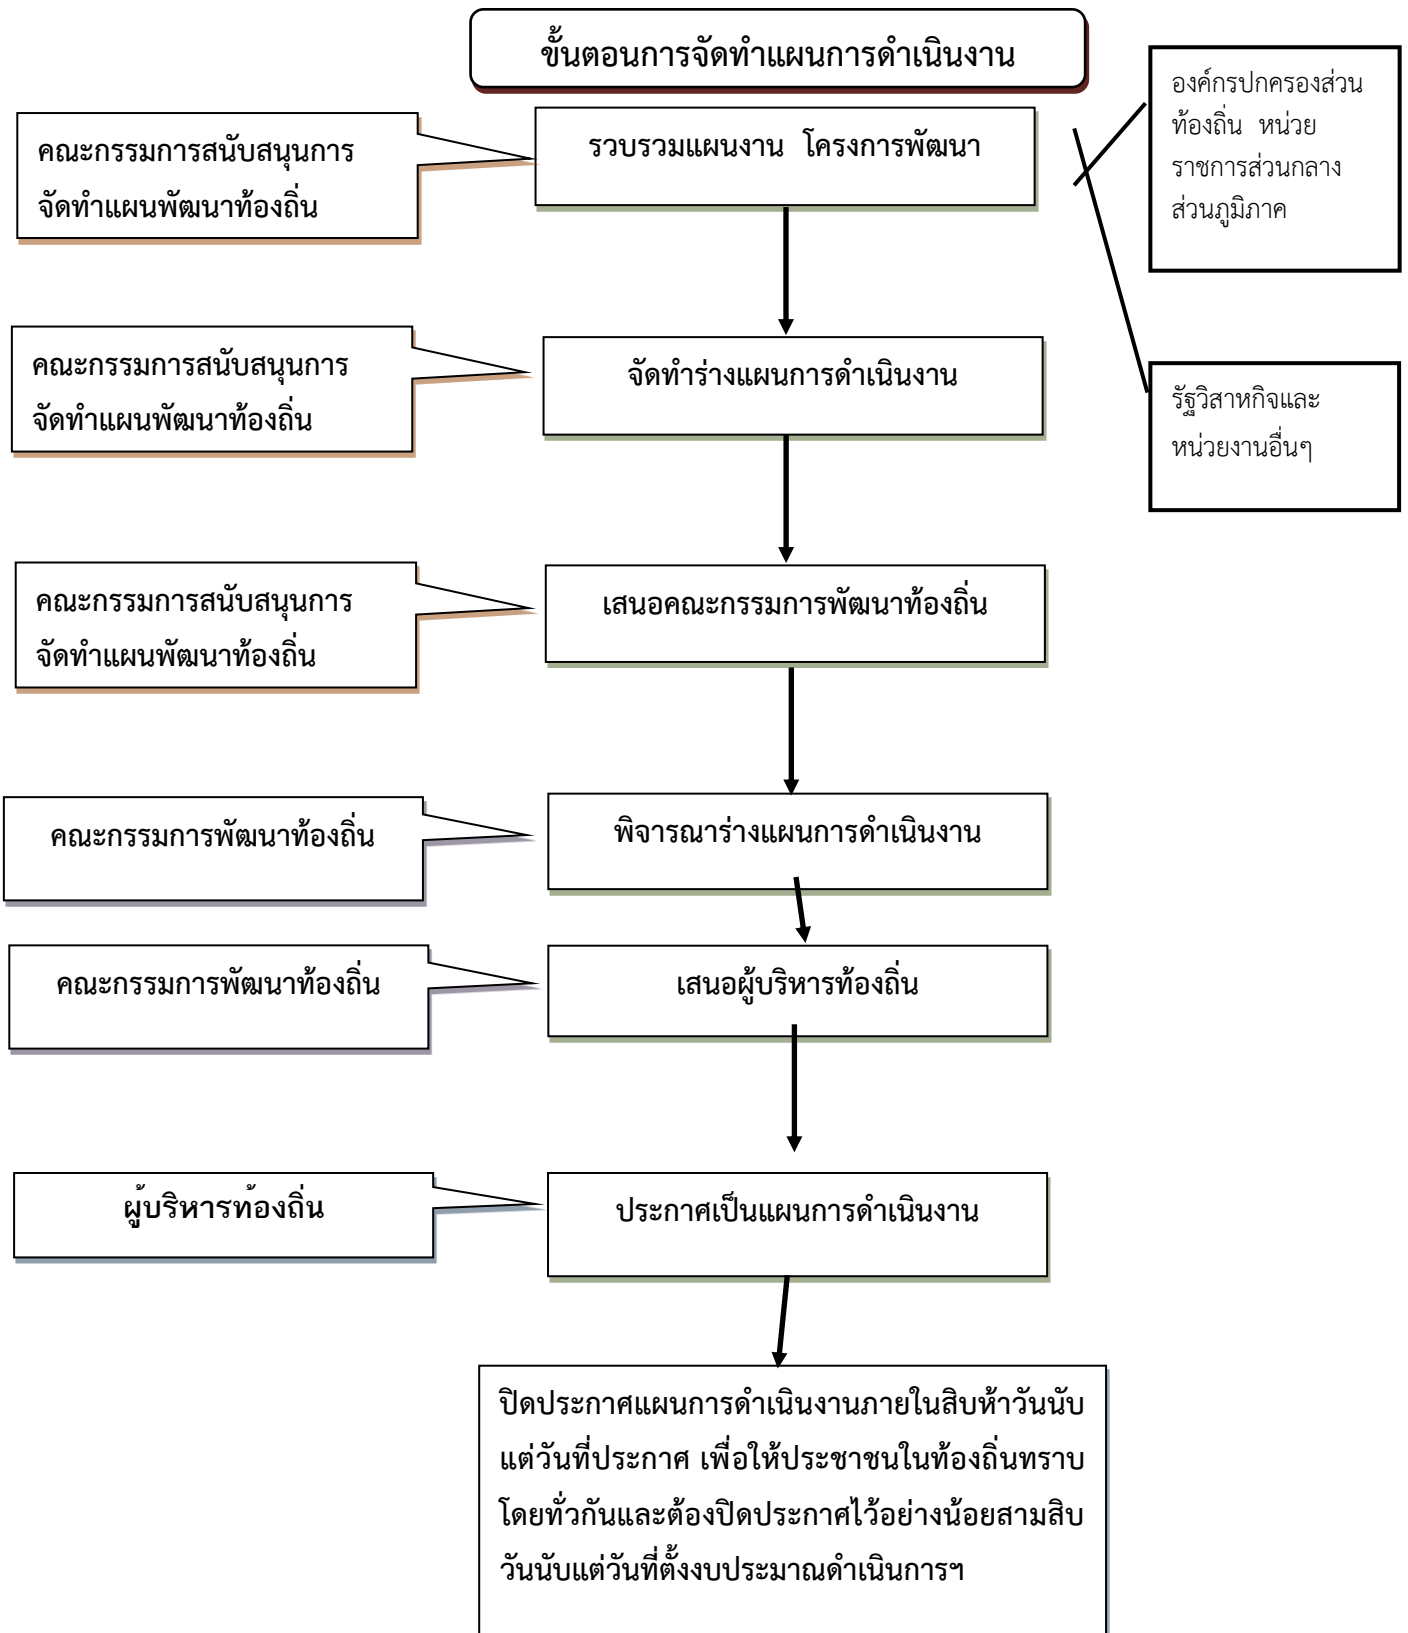 ขั้นตอนการจัดทำแผนการดำเนินงาน
คณะกรรมการสนับสนุนการ
จัดทำแผนพัฒนาท้องถิ่น
รวบรวมแผนงาน โครงการพัฒนา
องค์กรปกครองส่วน
ท้องถิ่น หน่วย
ราชการส่วนกลาง
ส่วนภูมิภาค
คณะกรรมการสนับสนุนการ
จัดทำแผนพัฒนาท้องถิ่น
จัดทำร่างแผนการดำเนินงาน
รัฐวิสาหกิจและ
หน่วยงานอื่นๆ
คณะกรรมการสนับสนุนการ
จัดทำแผนพัฒนาท้องถิ่น
เสนอคณะกรรมการพัฒนาท้องถิ่น
คณะกรรมการพัฒนาท้องถิ่น
พิจารณาร่างแผนการดำเนินงาน
คณะกรรมการพัฒนาท้องถิ่น
เสนอผู้บริหารท้องถิ่น
ผู้บริหารท้องถิ่น
ประกาศเป็นแผนการดำเนินงาน
ปิดประกาศแผนการดำเนินงานภายในสิบห้าวันนับ
แต่วันที่ประกาศ เพื่อให้ประชาชนในท้องถิ่นทราบ
โดยทั่วกันและต้องปิดประกาศไว้อย่างน้อยสามสิบ
วันนับแต่วันที่ตั้งงบประมาณดำเนินการฯ